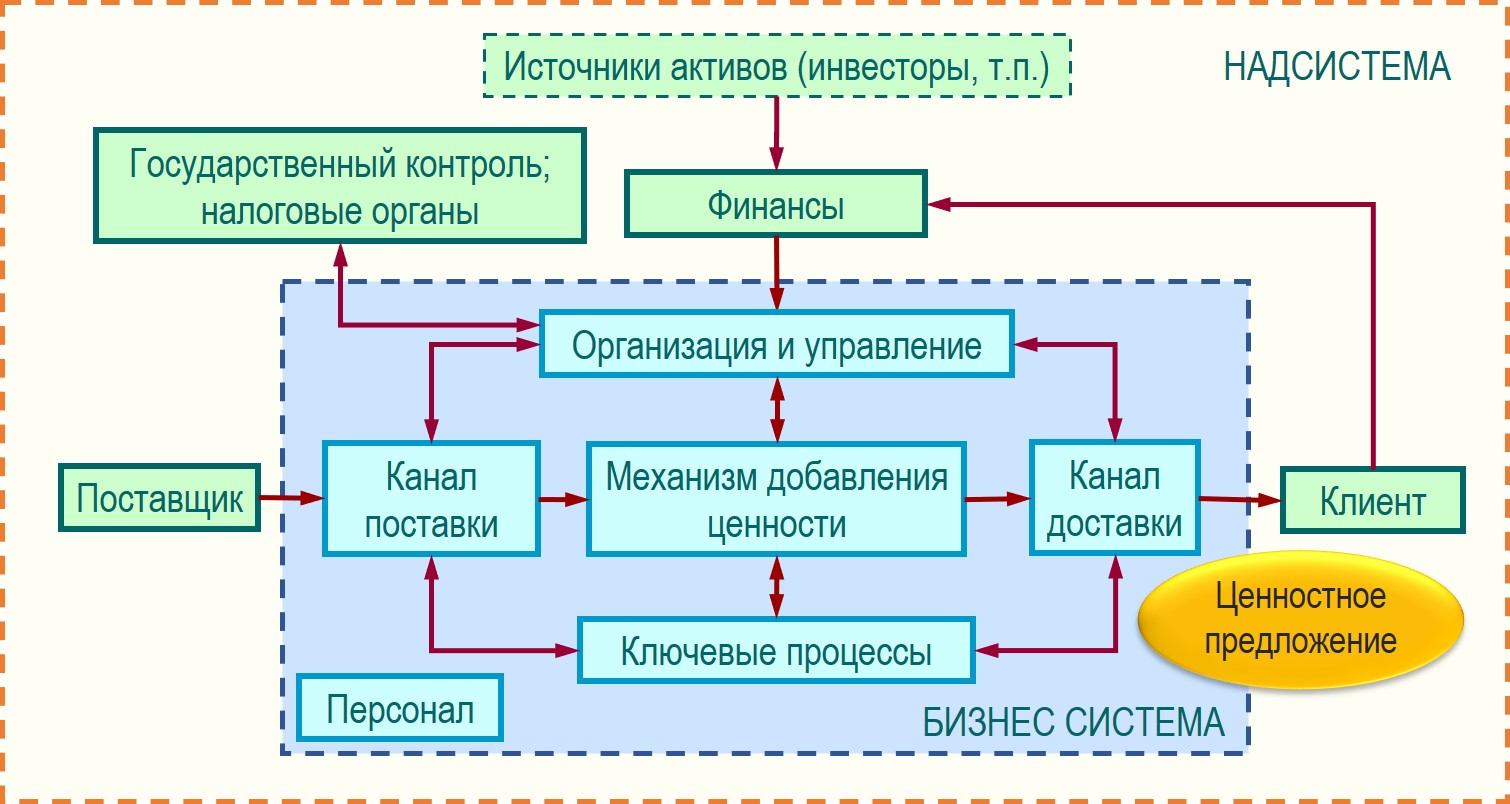 Источники активов (инвесторы, т.п.)
НАДСИСТЕМА
Государственный контроль;
налоговые органы
Финансы
Организация и управление
Поставщик
Канал
поставки
Механизм добавления
ценности
Канал
доставки
Клиент
Ценностное
предложение
Ключевые процессы
Персонал
БИЗНЕС СИСТЕМА